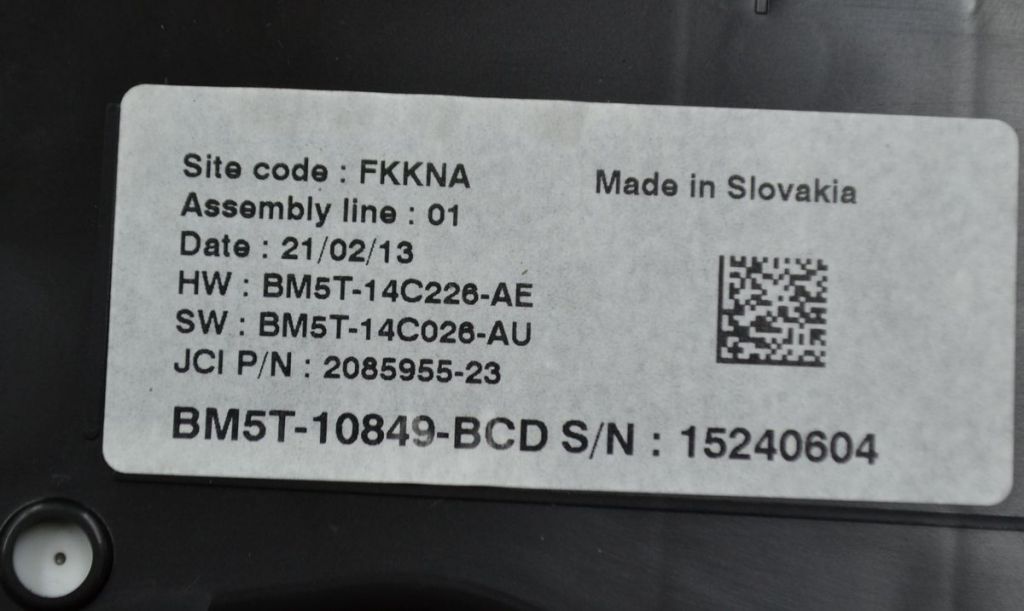 Site code : FKKNA
Made in Slovakia
Assembly line : 01
Date : 21/02/13
HW : BM5T-14C226-AE
SW : BM5T-14C026-AU
JCI P/N : 2085955-23
BM5T-10849-BCD S/N : 15240604